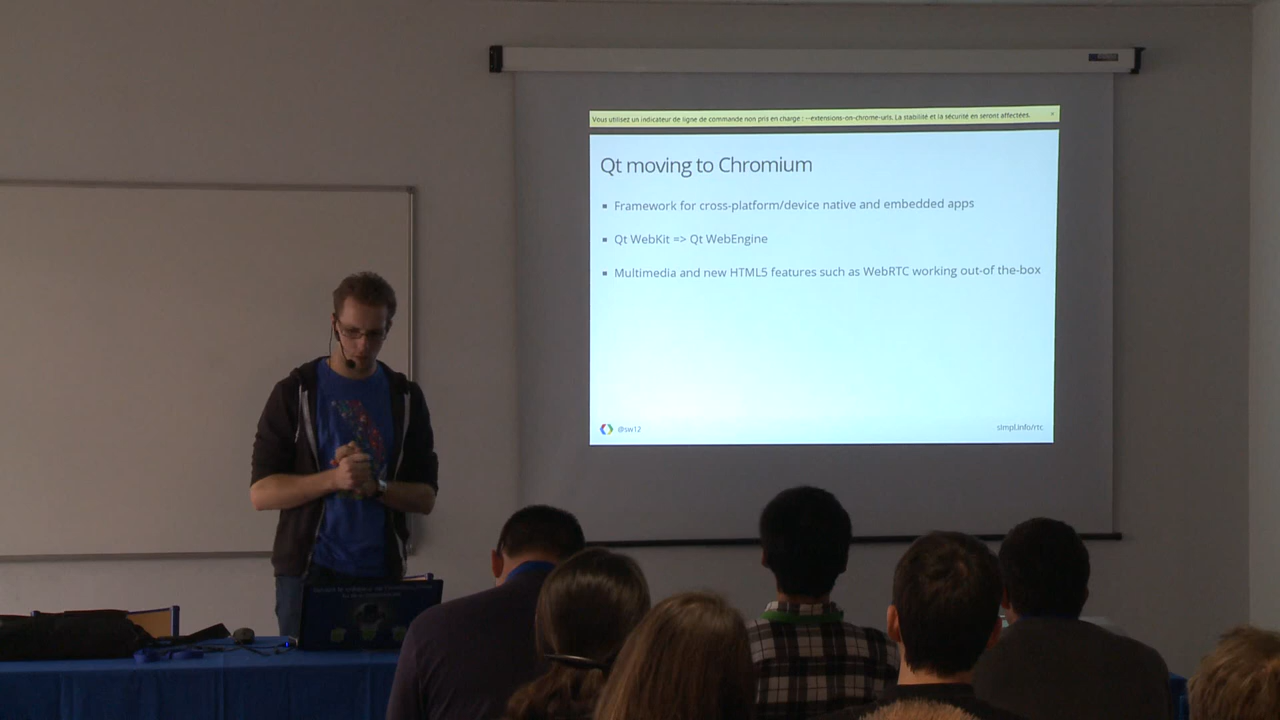 Vous utilisez un indicateur de ligne de commande non pris en charge : --extensions-on-chrome-urls. La stabilité et la sécurité en seront affectées.
Qt moving to Chromium
Framework for cross-platform/device native and embedded apps
Qt WebKit => Qt WebEngine
Multimedia and new HTML5 features such as WebRTC working out-of the-box
@sw12
simpl.info/rtc